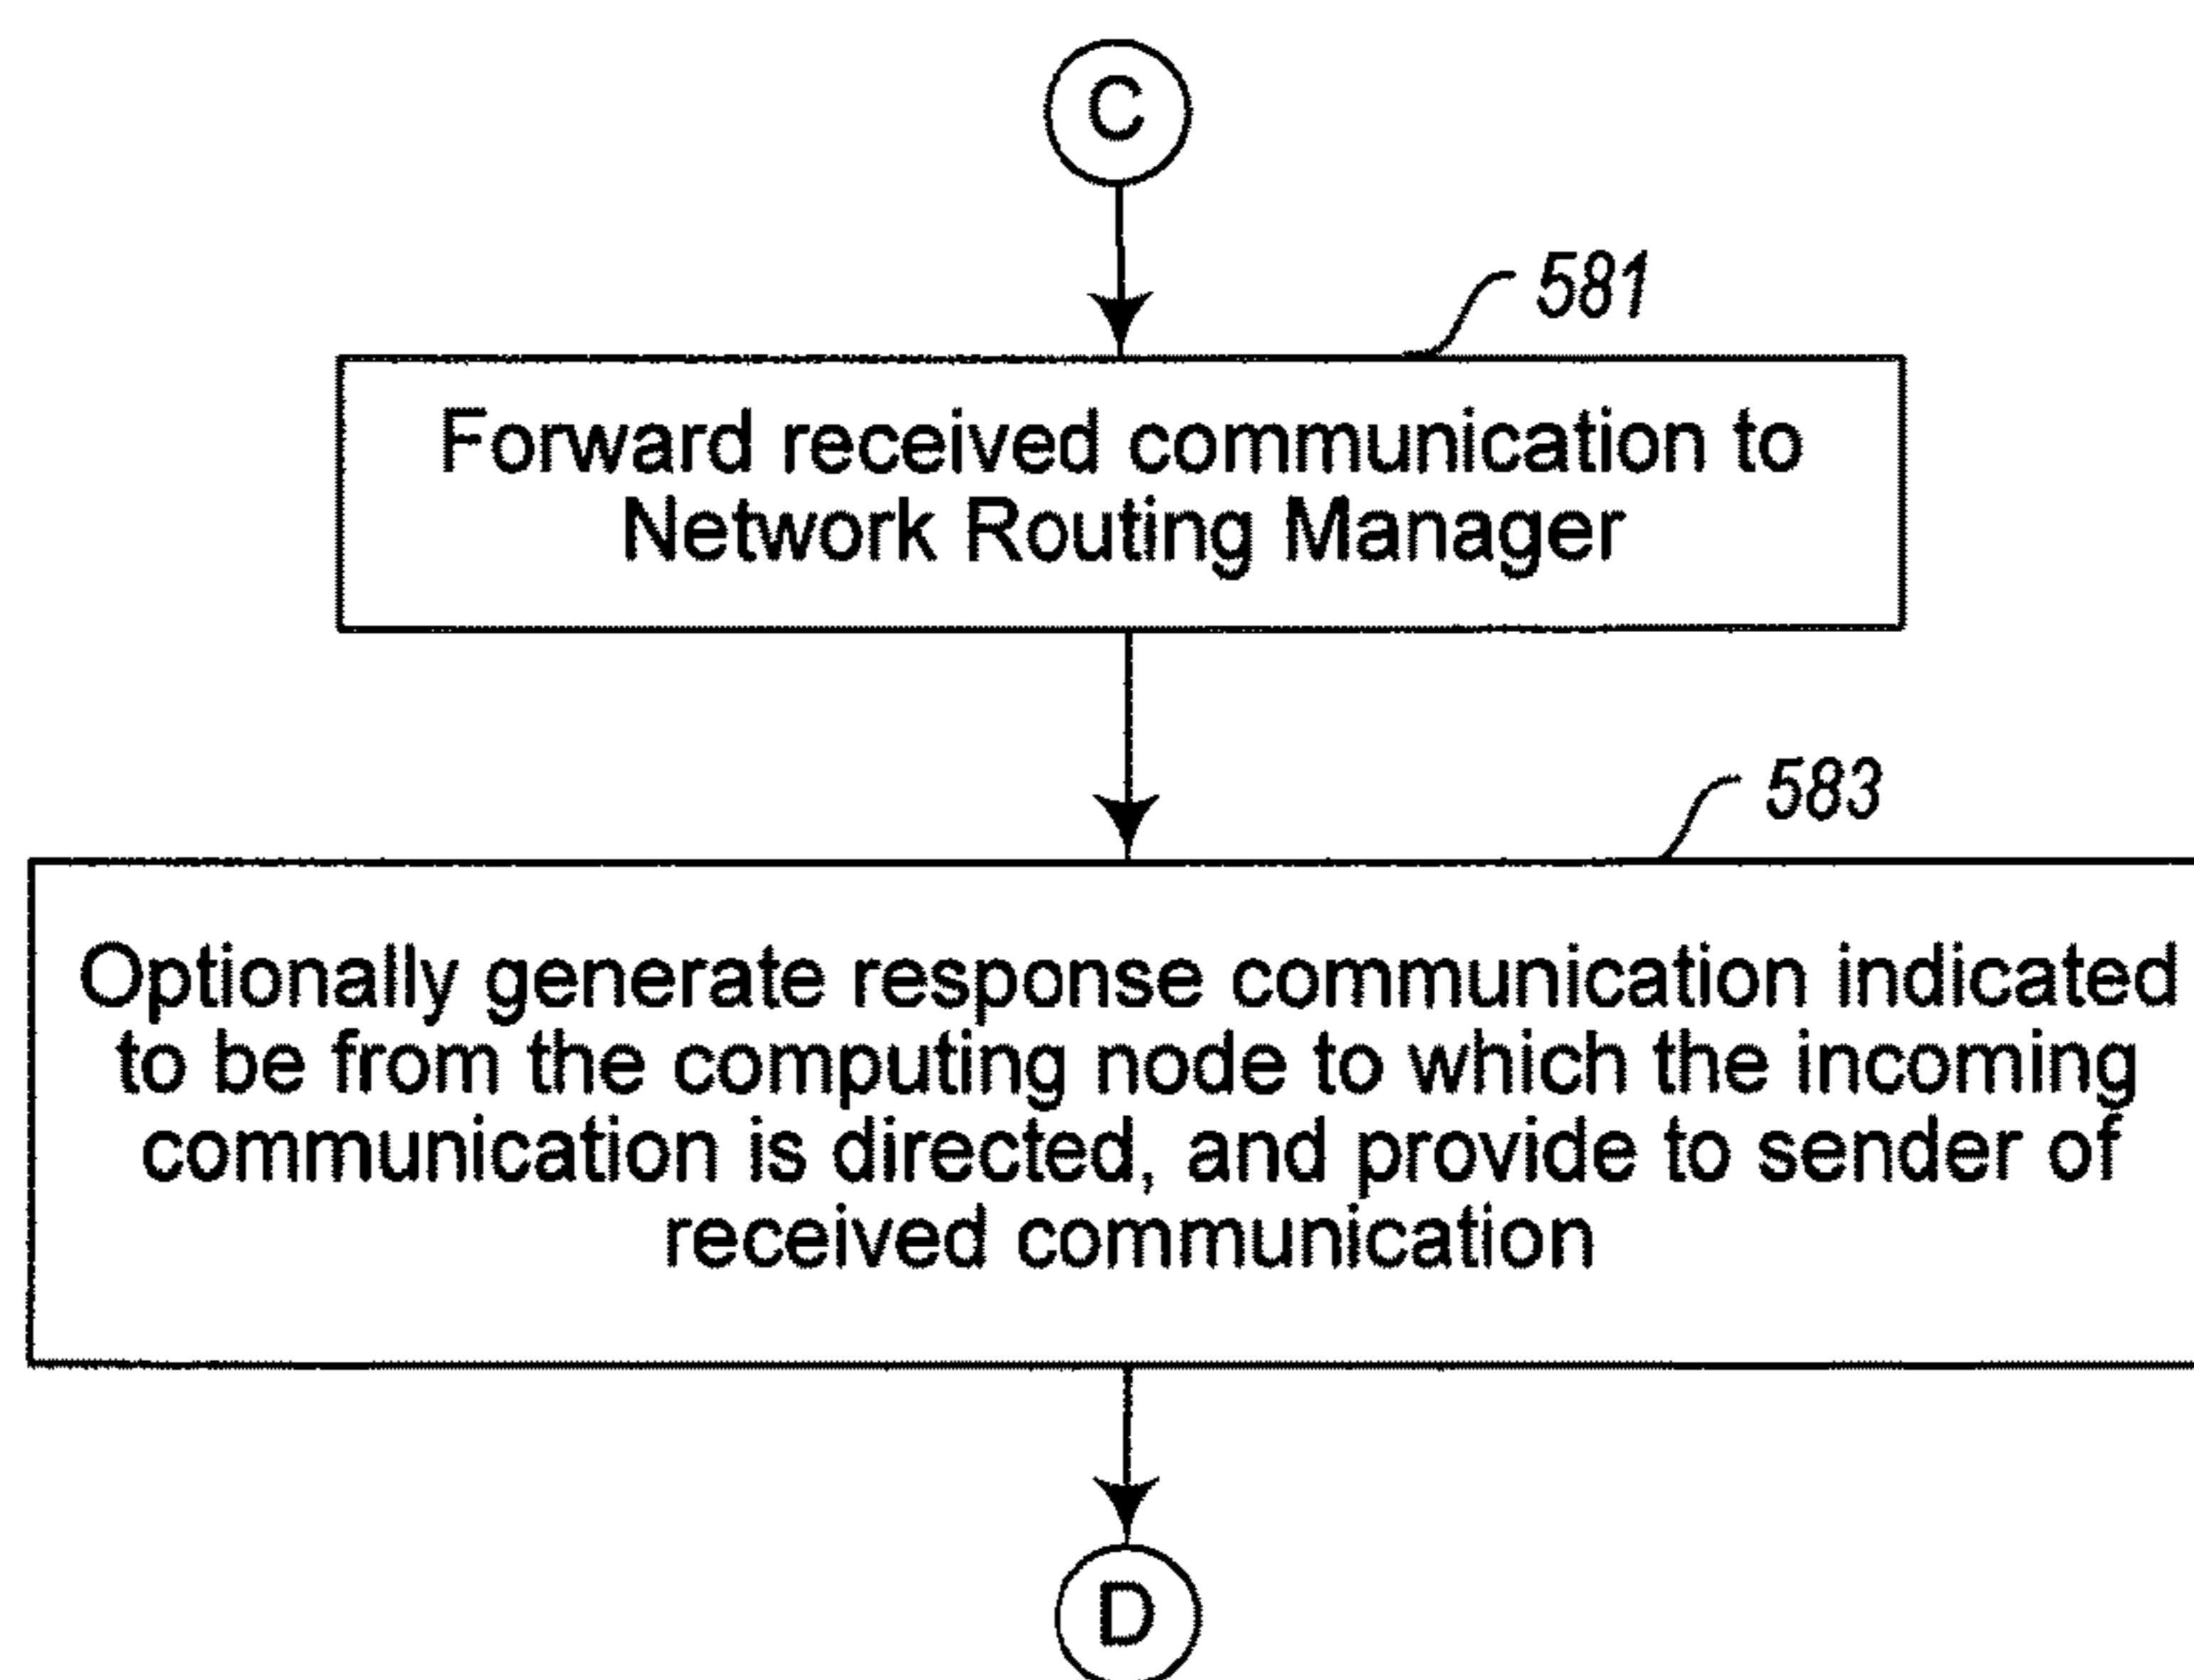 C
581
Forward received communication to
Network Routing Manager
583
Optionally generate response communication indicated
to be from the computing node to which the incoming
communication is directed, and provide to sender of
received communication
D